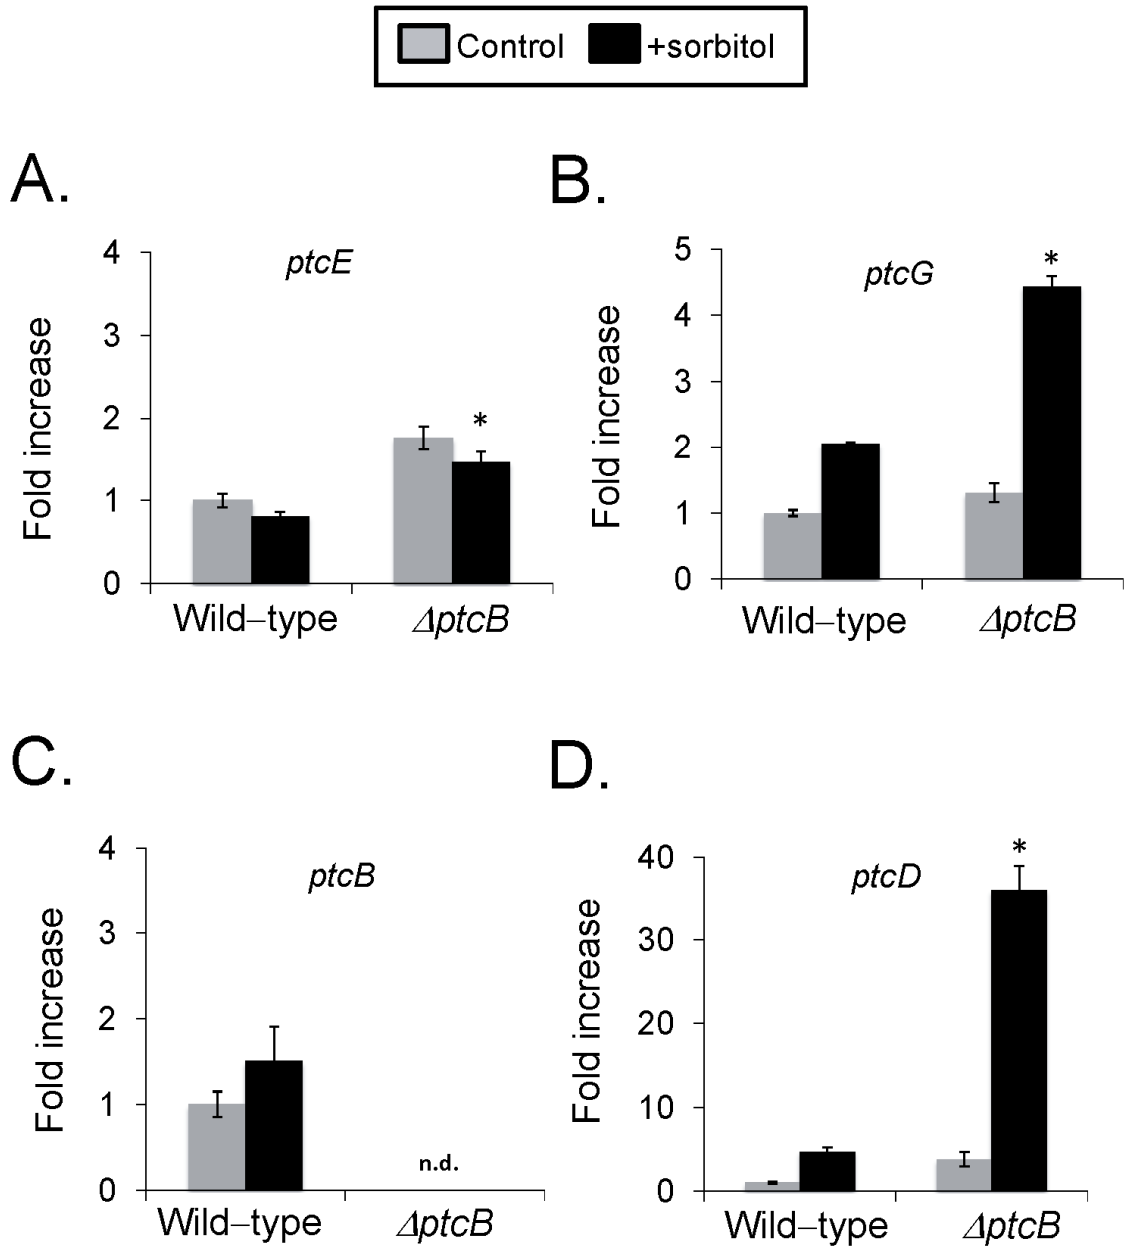 Control +sorbitol
A.
ptcE
Fold increase
4
3
2
1
0
*
Wild–type ΔptcB
B.
ptcG
Fold increase
5
4
3
2
1
0
*
Wild–type ΔptcB
C.
ptcB
Fold increase
4
3
2
1
0
n.d.
Wild–type ΔptcB
D.
ptcD
Fold increase
40
30
20
10
0
*
Wild–type ΔptcB